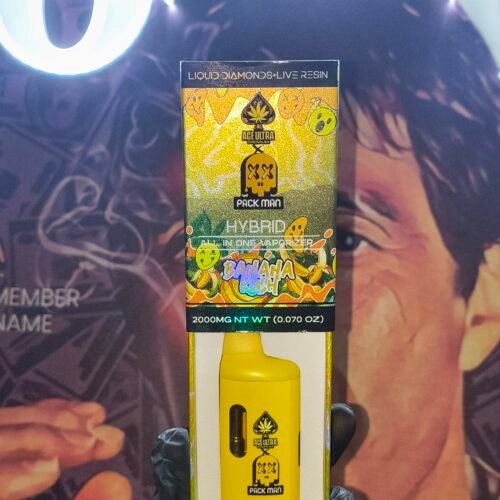 LIQUID DIAMONDS+LIVE RESIN
ACE ULTRA
PACK MAN
HYBRID
ALL IN ONE VAPORIZER
BANANA
KUSH
2000MG NT WT (0.070 OZ)
MEMBER
NAME
ACE ULTRA
PACK MAN